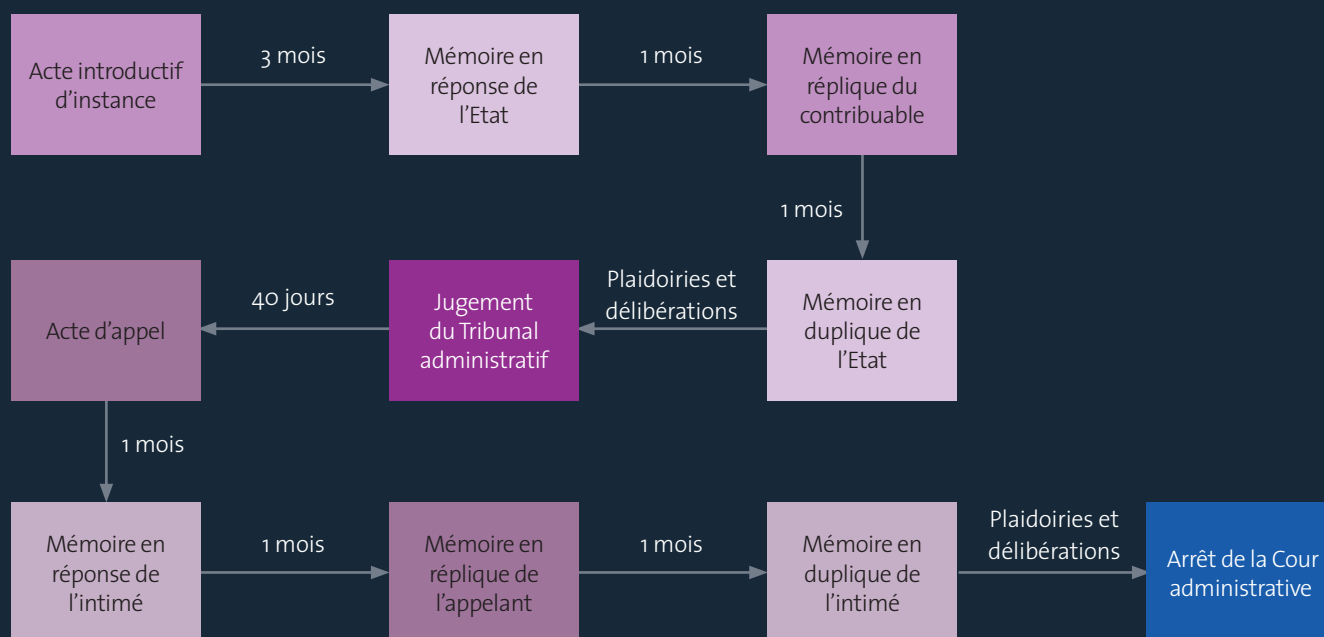 Acte introductif
d'instance
3 mois
Mémoire en
réponse de
l'Etat
1 mois
Mémoire en
réplique du
contribuable
1 mois
Mémoire en
duplique de
l'Etat
Plaidoiries et
délibérations
Jugement
du Tribunal
administratif
40 jours
Acte d'appel
1 mois
Mémoire en
réponse de
l'intimé
1 mois
Mémoire en
réplique de
l'appelant
1 mois
Mémoire en
duplique de
l'intimé
Plaidoiries et
délibérations
Arrêt de la Cour
administrative